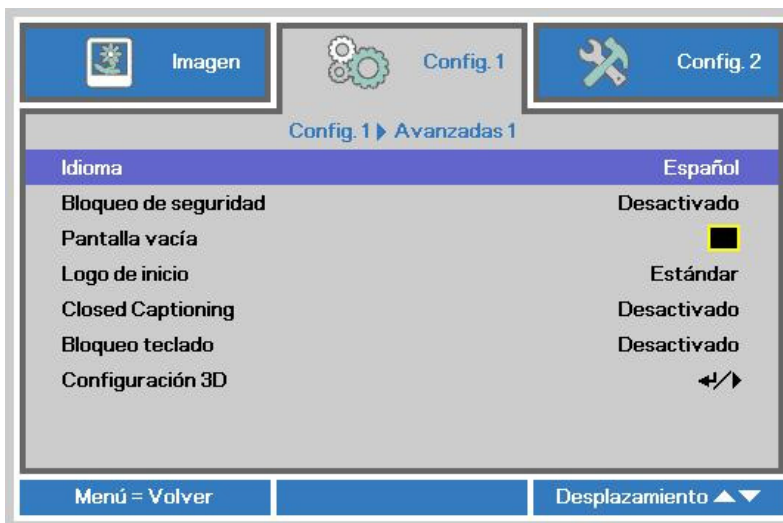 Imagen Config. 1 Config. 2
Config. 1 ▶ Avanzadas 1
Idioma Español
Bloqueo de seguridad Desactivado
Pantalla vacía
Logo de inicio Estándar
Closed Captioning Desactivado
Bloqueo teclado Desactivado
Configuración 3D ↵/▶
Menú = Volver Desplazamiento ▲▼